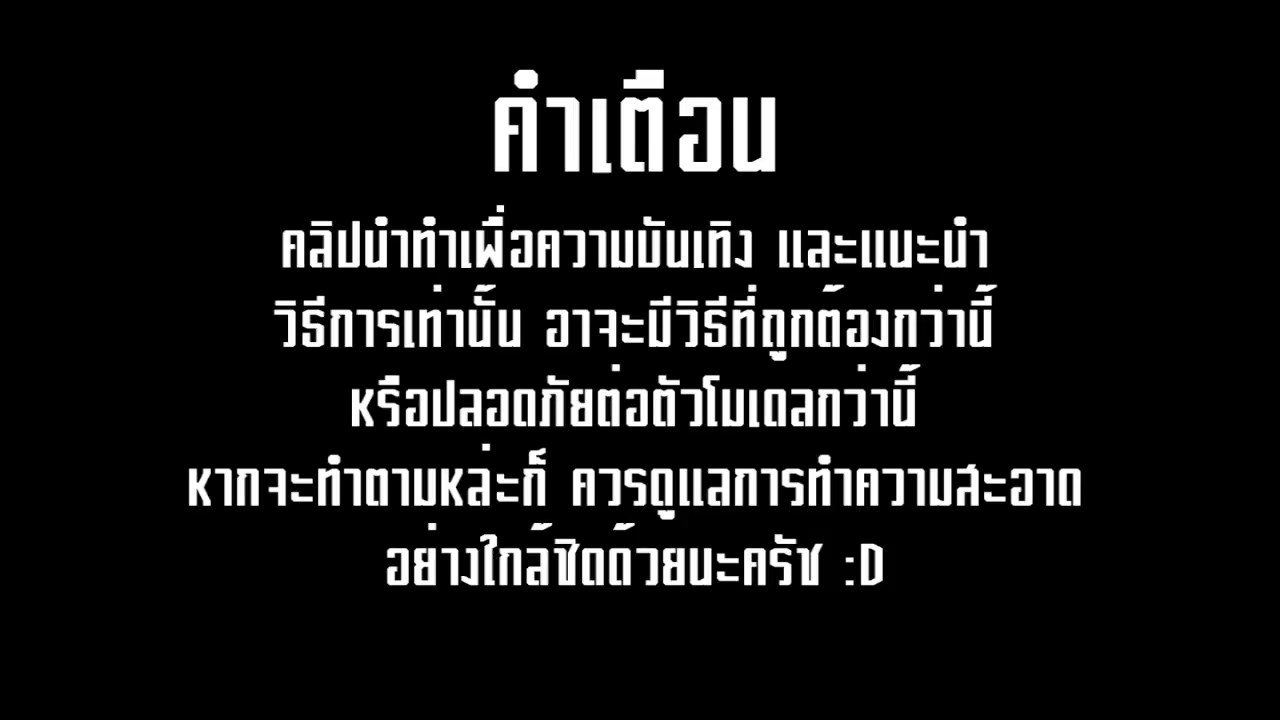 คำเตือน
คลิปนำทำเพื่อความบันเทิง และแนะนำ
วิธีการเท่านั้น อาจะมีวิธีที่ถูกต้องกว่านี้
หรือปลอดภัยต่อตัวโมเดลกว่านี้
หากจะทำตามหล่ะก็ ควรดูแลการทำความสะอาด
อย่างใกล้ชิดด้วยนะครัช :D